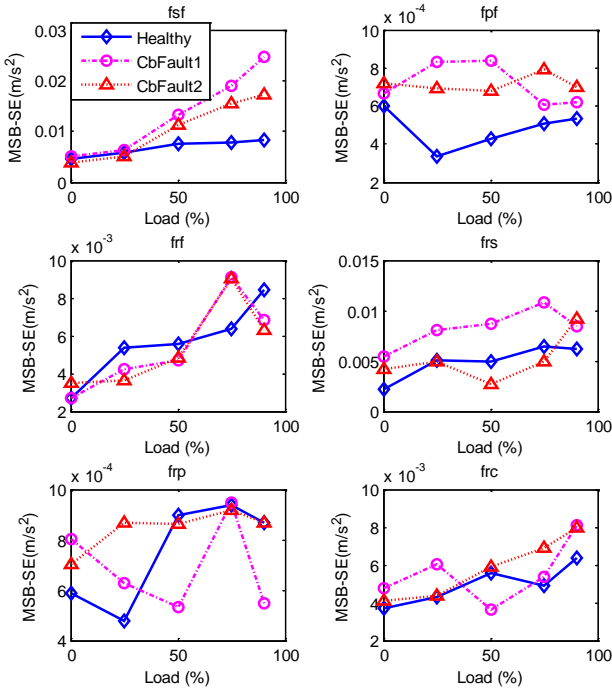 fsf
MSB-SE(m/s²)
0.03
0.02
0.01
0
0
50
100
Load (%)
Healthy
CbFault1
CbFault2
fpf
x 10⁻⁴
MSB-SE(m/s²)
10
8
6
4
2
0
50
100
Load (%)
frf
x 10⁻³
MSB-SE(m/s²)
10
8
6
4
2
0
50
100
Load (%)
frs
MSB-SE(m/s²)
0.015
0.01
0.005
0
0
50
100
Load (%)
frp
x 10⁻⁴
MSB-SE(m/s²)
10
8
6
4
0
50
100
Load (%)
frc
x 10⁻³
MSB-SE(m/s²)
10
8
6
4
2
0
50
100
Load (%)